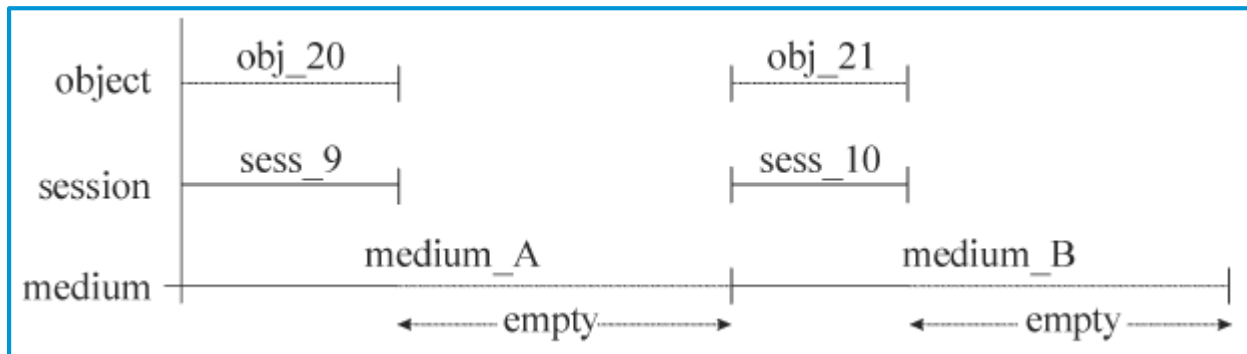 obj_20 obj_21
object
sess_9 sess_10
session
medium_A medium_B
medium
empty empty